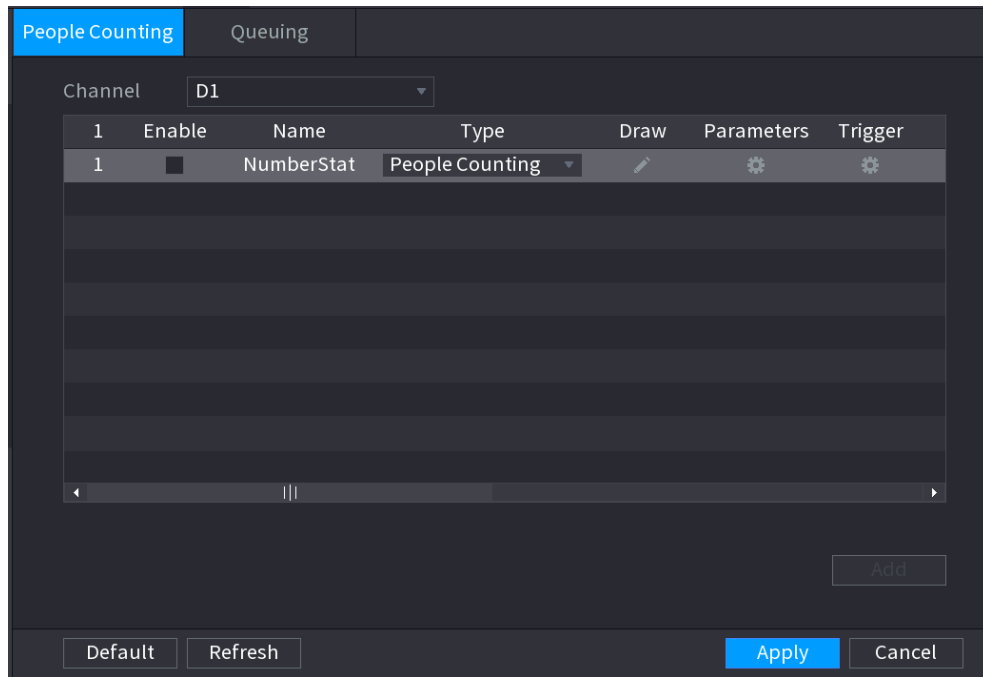 People Counting Queuing
Channel D1
1 Enable Name Type Draw Parameters Trigger
1 NumberStat People Counting
Add
Default Refresh Apply Cancel